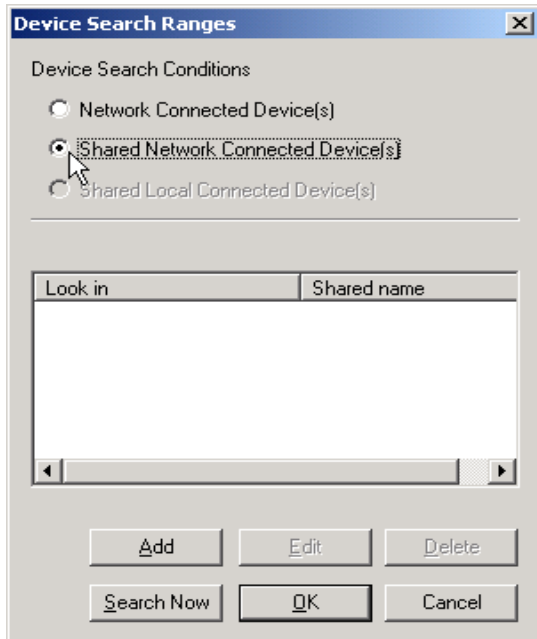 Device Search Ranges
Device Search Conditions
Network Connected Device(s)
Shared Network Connected Device(s)
Shared Local Connected Device(s)
Look in Shared name
Add Edit Delete
Search Now OK Cancel